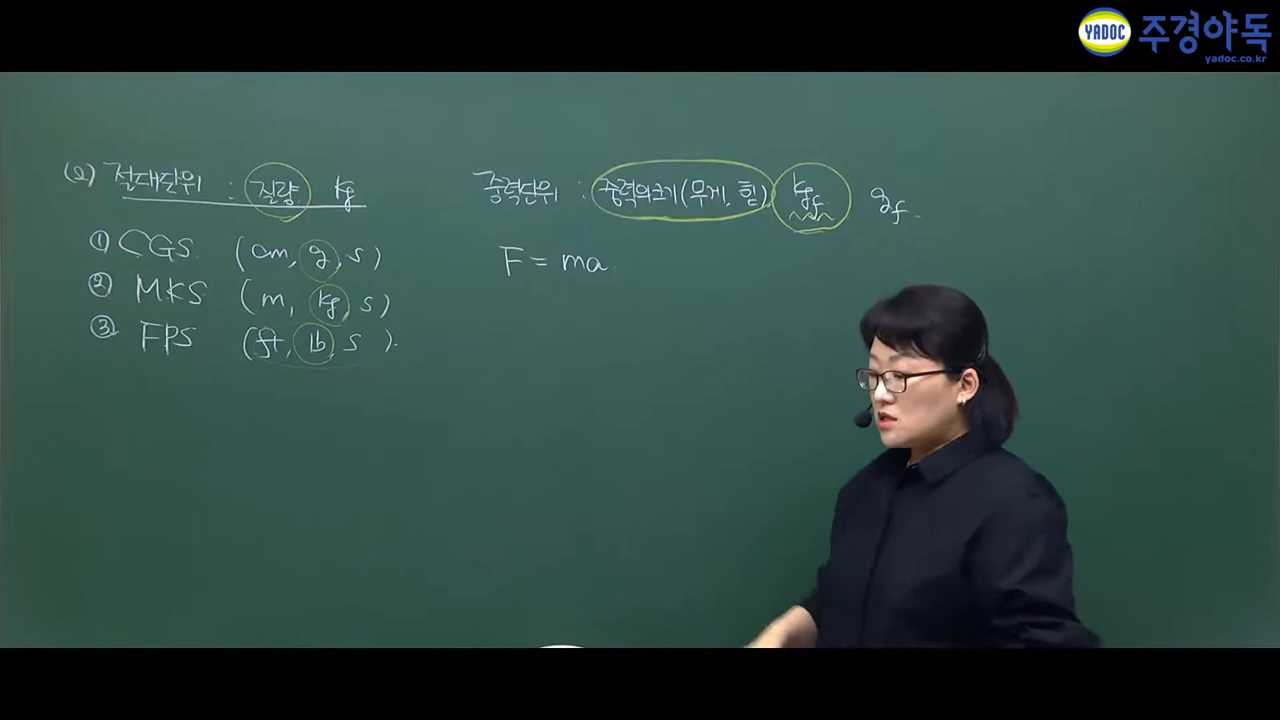 YADOC 주경야독
yadoc.co.kr
(2) 절대단위 : 질량. kg
① CGS. (cm, g, s)
② MKS (m, kg, s)
③ FPS (ft, lb, s).
중력단위 : 중력의크기(무게, 힘), kgf. gf.
F = ma.